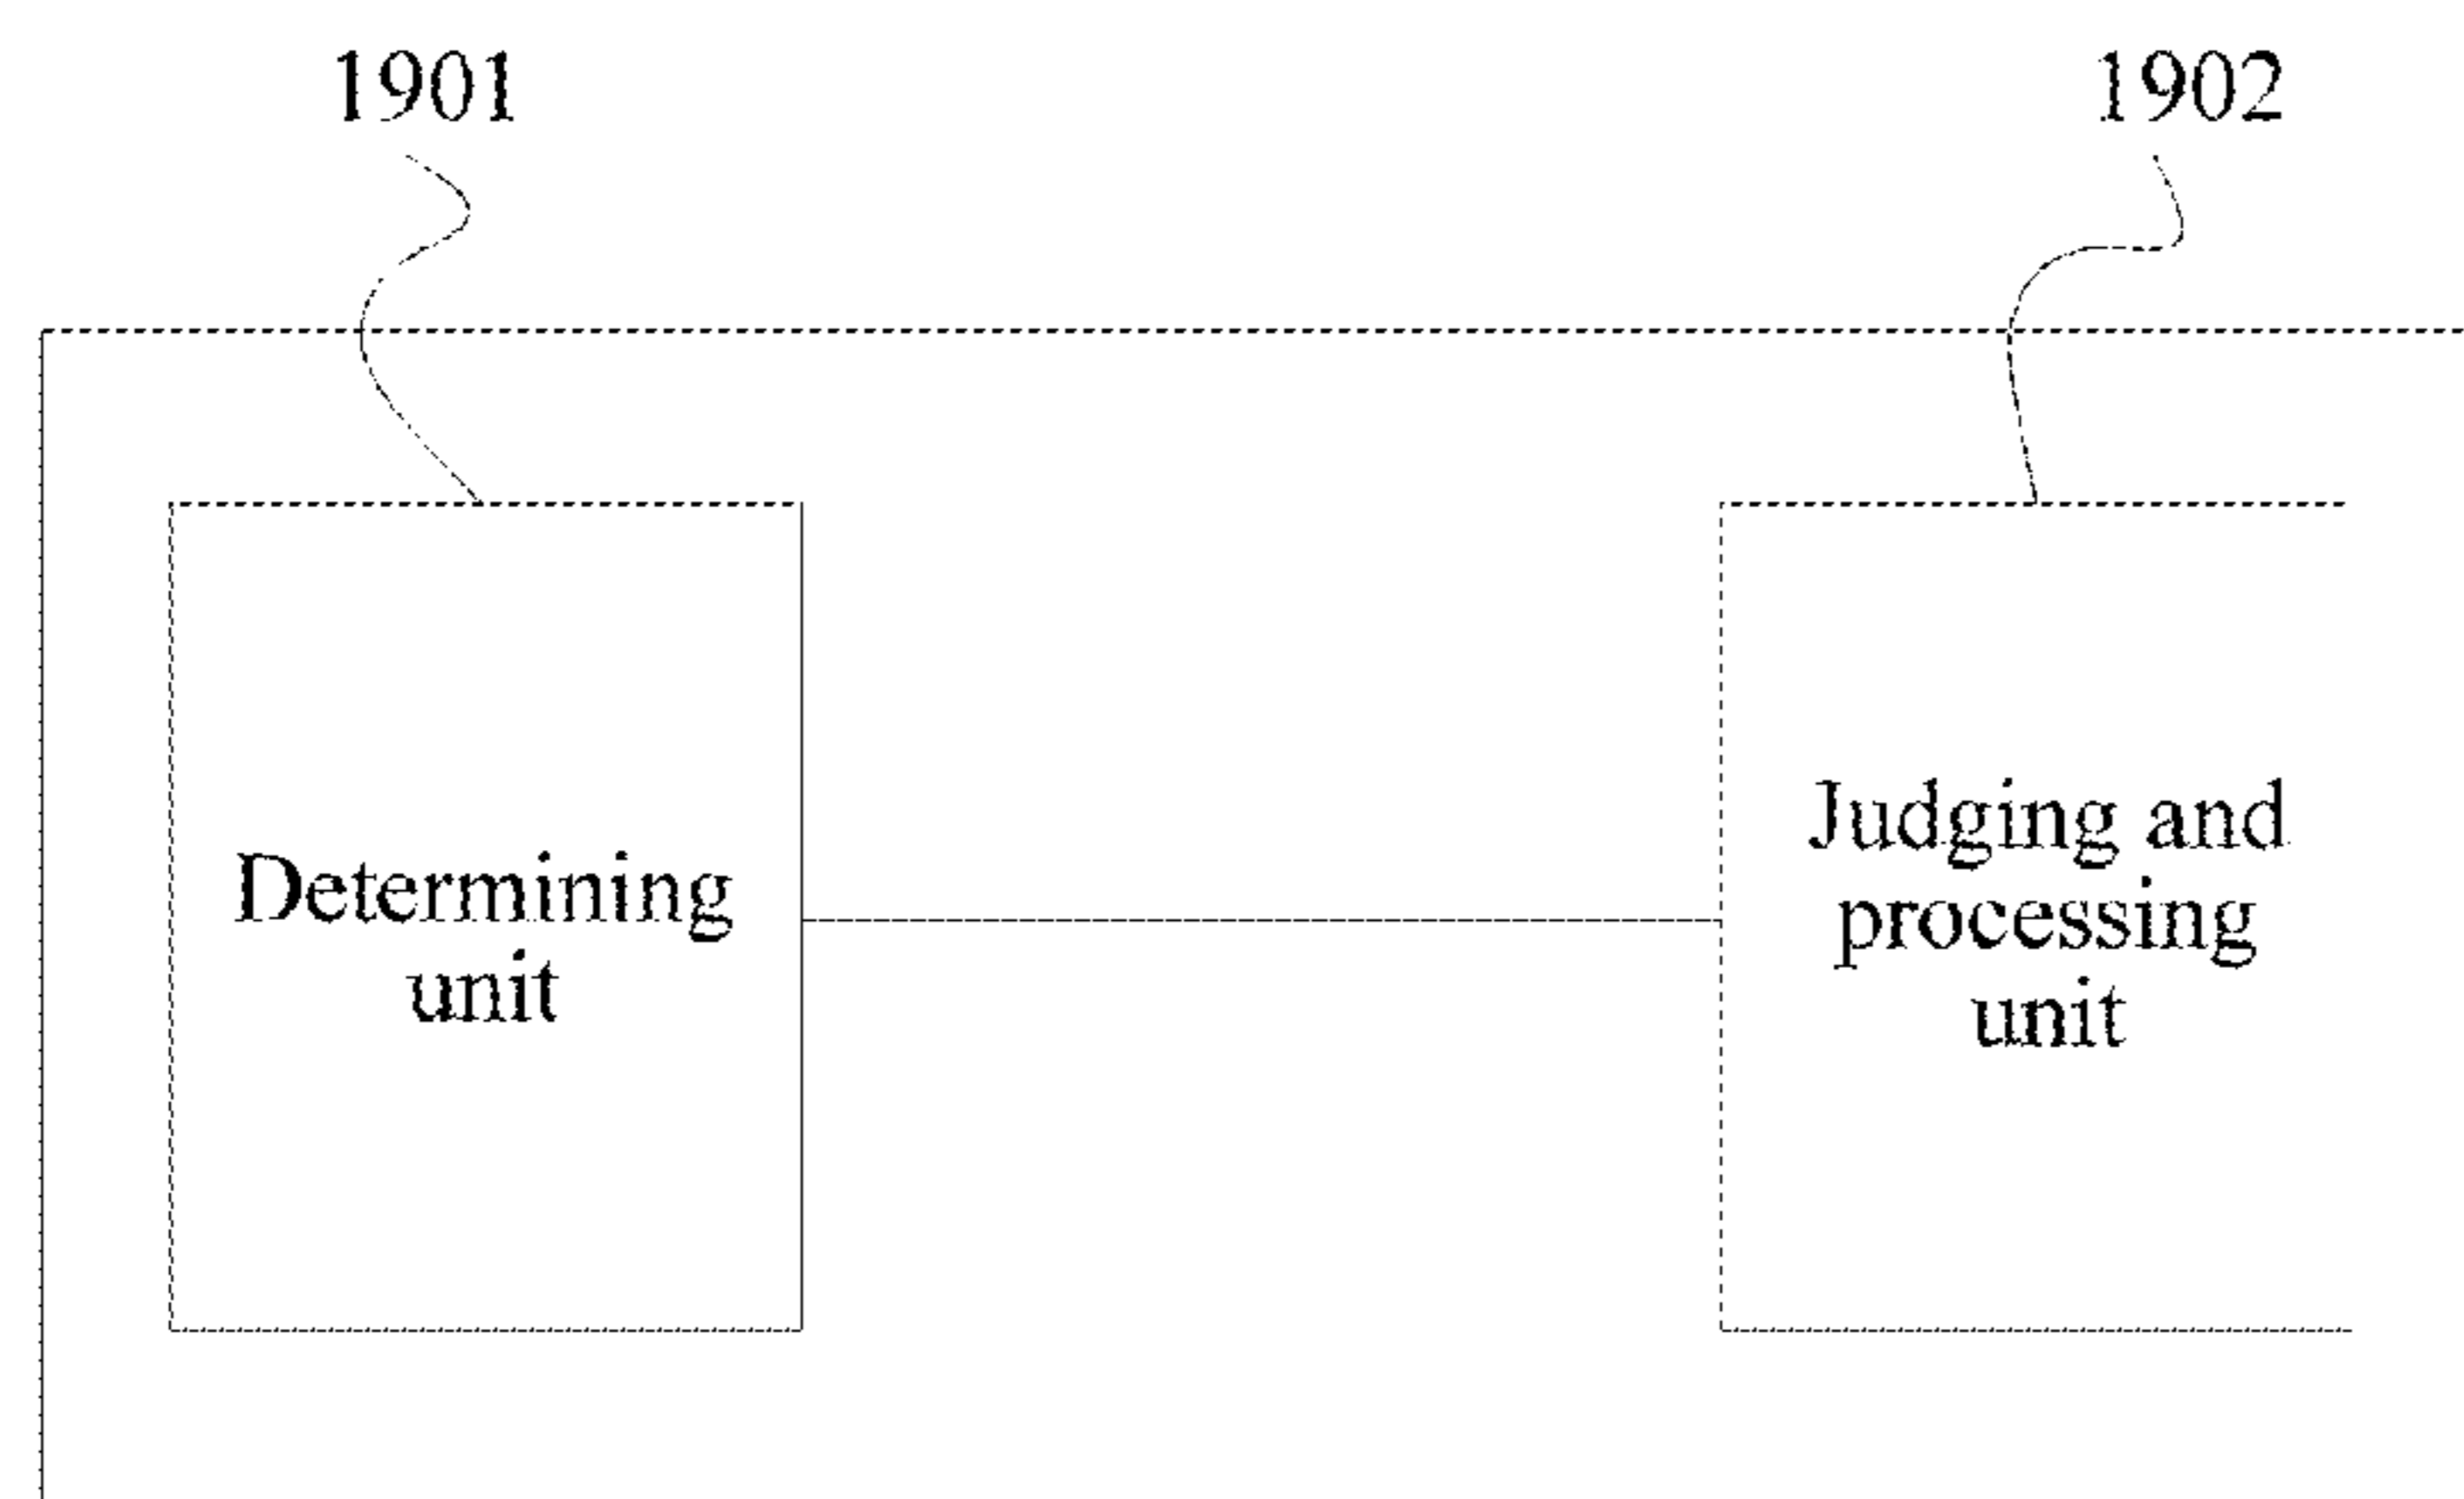 1901
1902
Determining
unit
Judging and
processing
unit